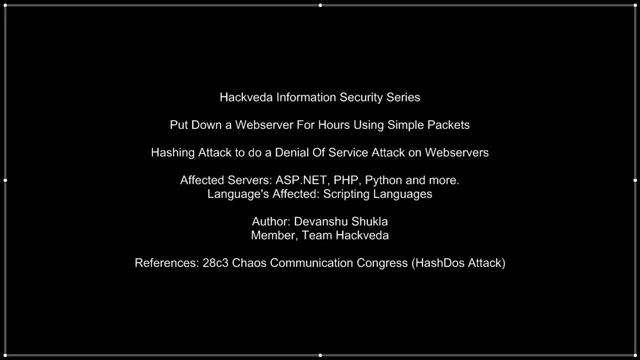 Hackveda Information Security Series
Put Down a Webserver For Hours Using Simple Packets
Hashing Attack to do a Denial Of Service Attack on Webservers
Affected Servers: ASP.NET, PHP, Python and more.
Language's Affected: Scripting Languages
Author: Devanshu Shukla
Member, Team Hackveda
References: 28c3 Chaos Communication Congress (HashDos Attack)